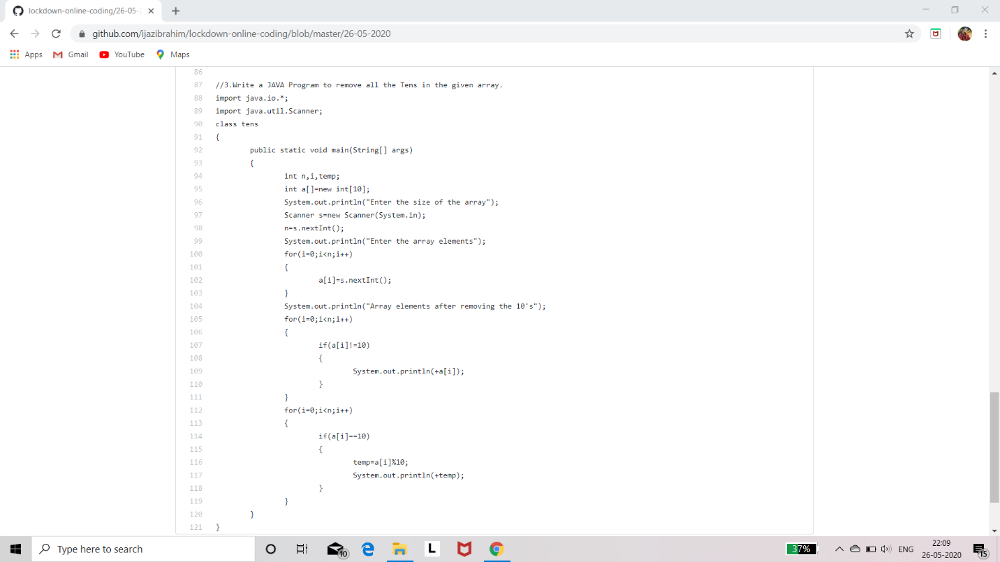 lockdown-online-coding/26-05-
github.com/ijazibrahim/lockdown-online-coding/blob/master/26-05-2020
Apps Gmail YouTube Maps
86
87 //3.Write a JAVA Program to remove all the Tens in the given array.
88 import java.io.*;
89 import java.util.Scanner;
90 class tens
91 {
92 public static void main(String[] args)
93 {
94 int n,i,temp;
95 int a[]=new int[10];
96 System.out.println("Enter the size of the array");
97 Scanner s=new Scanner(System.in);
98 n=s.nextInt();
99 System.out.println("Enter the array elements");
100 for(i=0;i<n;i++)
101 {
102 a[i]=s.nextInt();
103 }
104 System.out.println("Array elements after removing the 10's");
105 for(i=0;i<n;i++)
106 {
107 if(a[i]!=10)
108 {
109 System.out.println(+a[i]);
110 }
111 }
112 for(i=0;i<n;i++)
113 {
114 if(a[i]==10)
115 {
116 temp=a[i]%10;
117 System.out.println(+temp);
118 }
119 }
120 }
121 }
Type here to search 10 L 37% ENG 22:09 15
26-05-2020